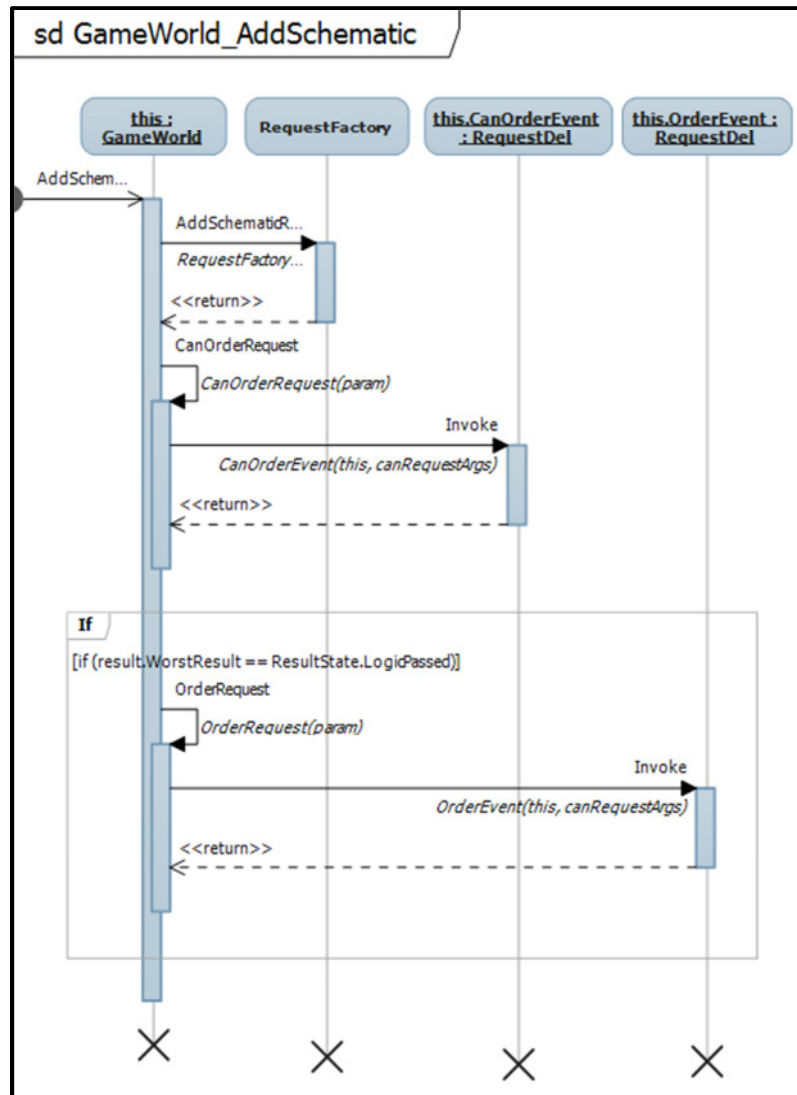 sd GameWorld_AddSchematic
this :
GameWorld
RequestFactory
this.CanOrderEvent
: RequestDel
this.OrderEvent :
RequestDel
AddSchem...
AddSchematicR...
RequestFactory...
<<return>>
CanOrderRequest
CanOrderRequest(param)
Invoke
CanOrderEvent(this, canRequestArgs)
<<return>>
If
[if (result.WorstResult == ResultState.LogicPassed)]
OrderRequest
OrderRequest(param)
Invoke
OrderEvent(this, canRequestArgs)
<<return>>